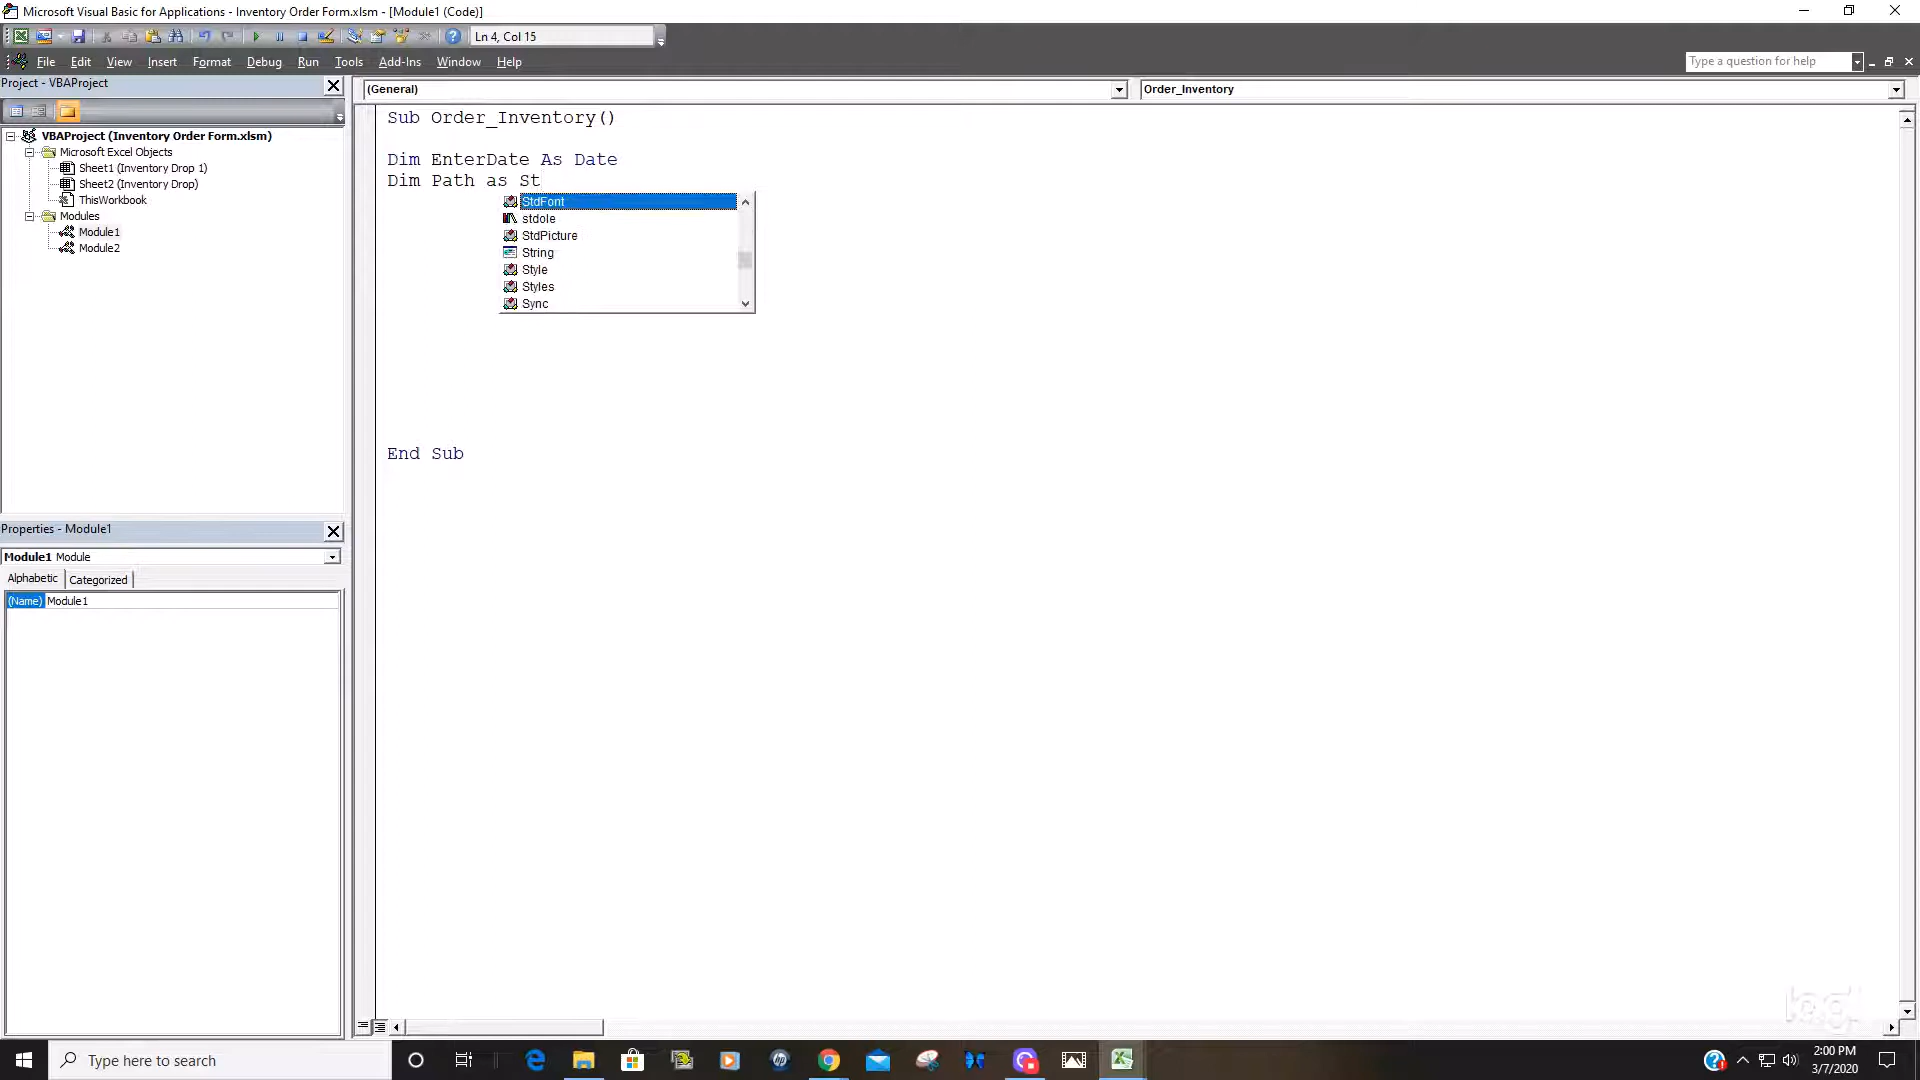 Microsoft Visual Basic for Applications - Inventory Order Form.xlsm - [Module1 (Code)]
Ln 4, Col 15
File Edit View Insert Format Debug Run Tools Add-Ins Window Help
Type a question for help
Project - VBAProject
(General)
Order_Inventory
VBAProject (Inventory Order Form.xlsm)
Microsoft Excel Objects
Sheet1 (Inventory Drop 1)
Sheet2 (Inventory Drop)
ThisWorkbook
Modules
Module1
Module2
Sub Order_Inventory()
Dim EnterDate As Date
Dim Path as St
StdFont
stdole
StdPicture
String
Style
Styles
Sync
End Sub
Properties - Module1
Module1 Module
Alphabetic Categorized
(Name) Module1
Type here to search
2:00 PM
3/7/2020